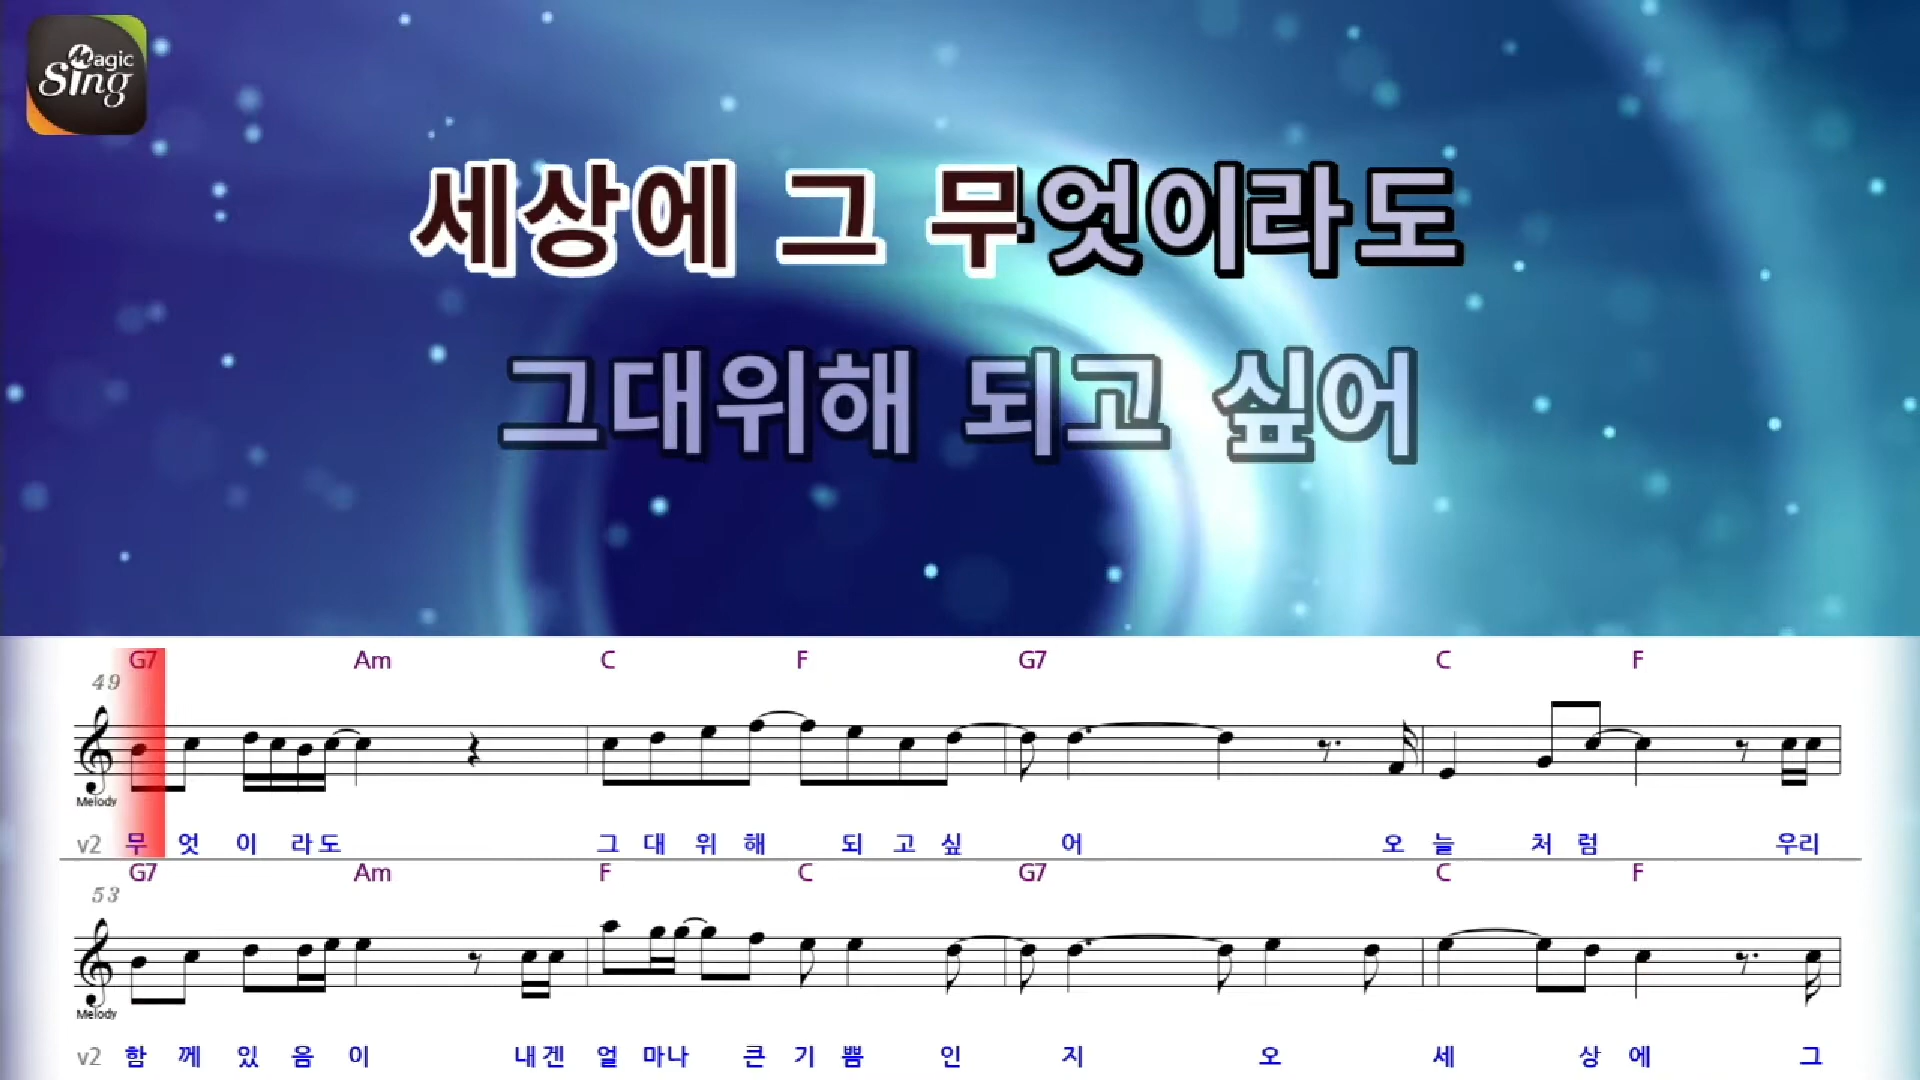 Magic
Sing
세상에 그 무엇이라도
그대위해 되고 싶어
G7 Am C F G7 C F
49
Melody
v2 무 엇 이 라 도 그 대 위 해 되 고 싶 어 오 늘 처 럼 우리
G7 Am F C G7 C F
53
Melody
v2 함 께 있 음 이 내 겐 얼 마나 큰 기 쁨 인 지 오 세 상 에 그